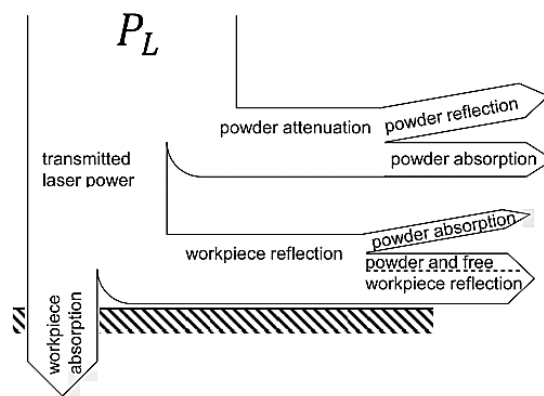 P_L
powder attenuation
powder reflection
powder absorption
transmitted
laser power
workpiece reflection
powder absorption
powder and free
workpiece reflection
workpiece
absorption